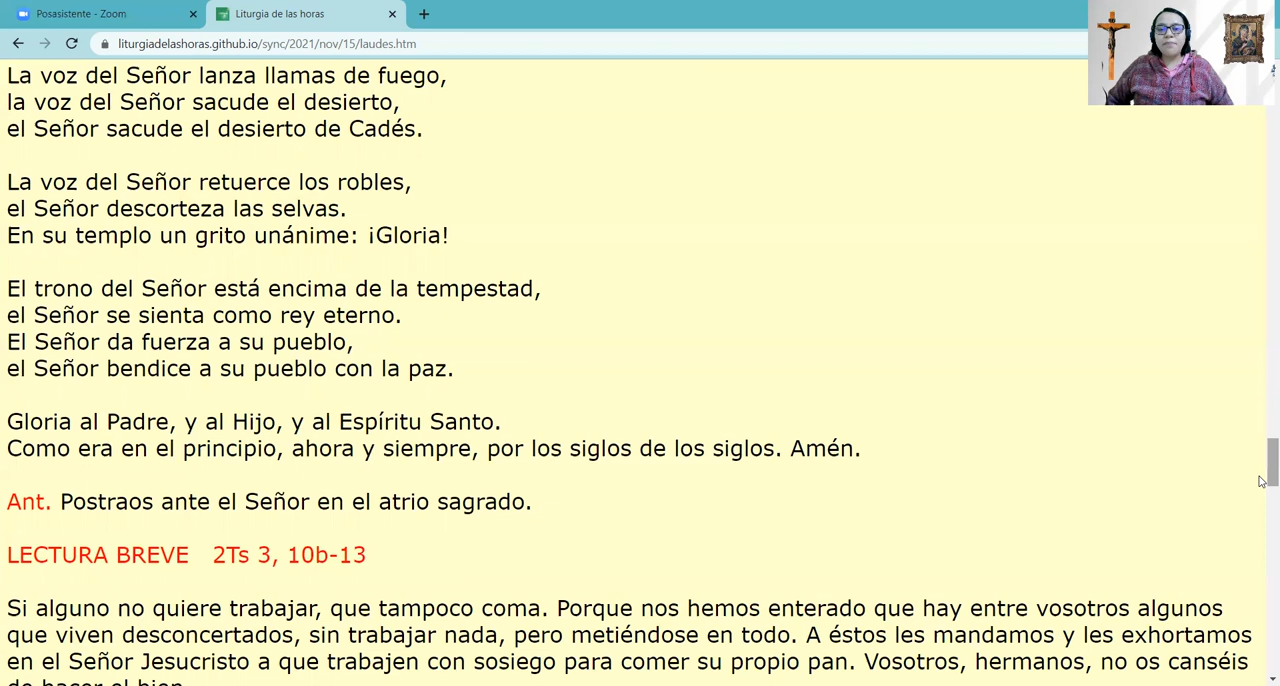 Posasistente - Zoom
Liturgia de las horas
liturgiadelashoras.github.io/sync/2021/nov/15/laudes.htm
La voz del Señor lanza llamas de fuego,
la voz del Señor sacude el desierto,
el Señor sacude el desierto de Cadés.
La voz del Señor retuerce los robles,
el Señor descorteza las selvas.
En su templo un grito unánime: ¡Gloria!
El trono del Señor está encima de la tempestad,
el Señor se sienta como rey eterno.
El Señor da fuerza a su pueblo,
el Señor bendice a su pueblo con la paz.
Gloria al Padre, y al Hijo, y al Espíritu Santo.
Como era en el principio, ahora y siempre, por los siglos de los siglos. Amén.
Ant. Postraos ante el Señor en el atrio sagrado.
LECTURA BREVE 2Ts 3, 10b-13
Si alguno no quiere trabajar, que tampoco coma. Porque nos hemos enterado que hay entre vosotros algunos
que viven desconcertados, sin trabajar nada, pero metiéndose en todo. A éstos les mandamos y les exhortamos
en el Señor Jesucristo a que trabajen con sosiego para comer su propio pan. Vosotros, hermanos, no os canséis
de hacer el bien